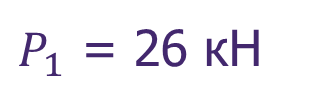 P₁ = 26 кН